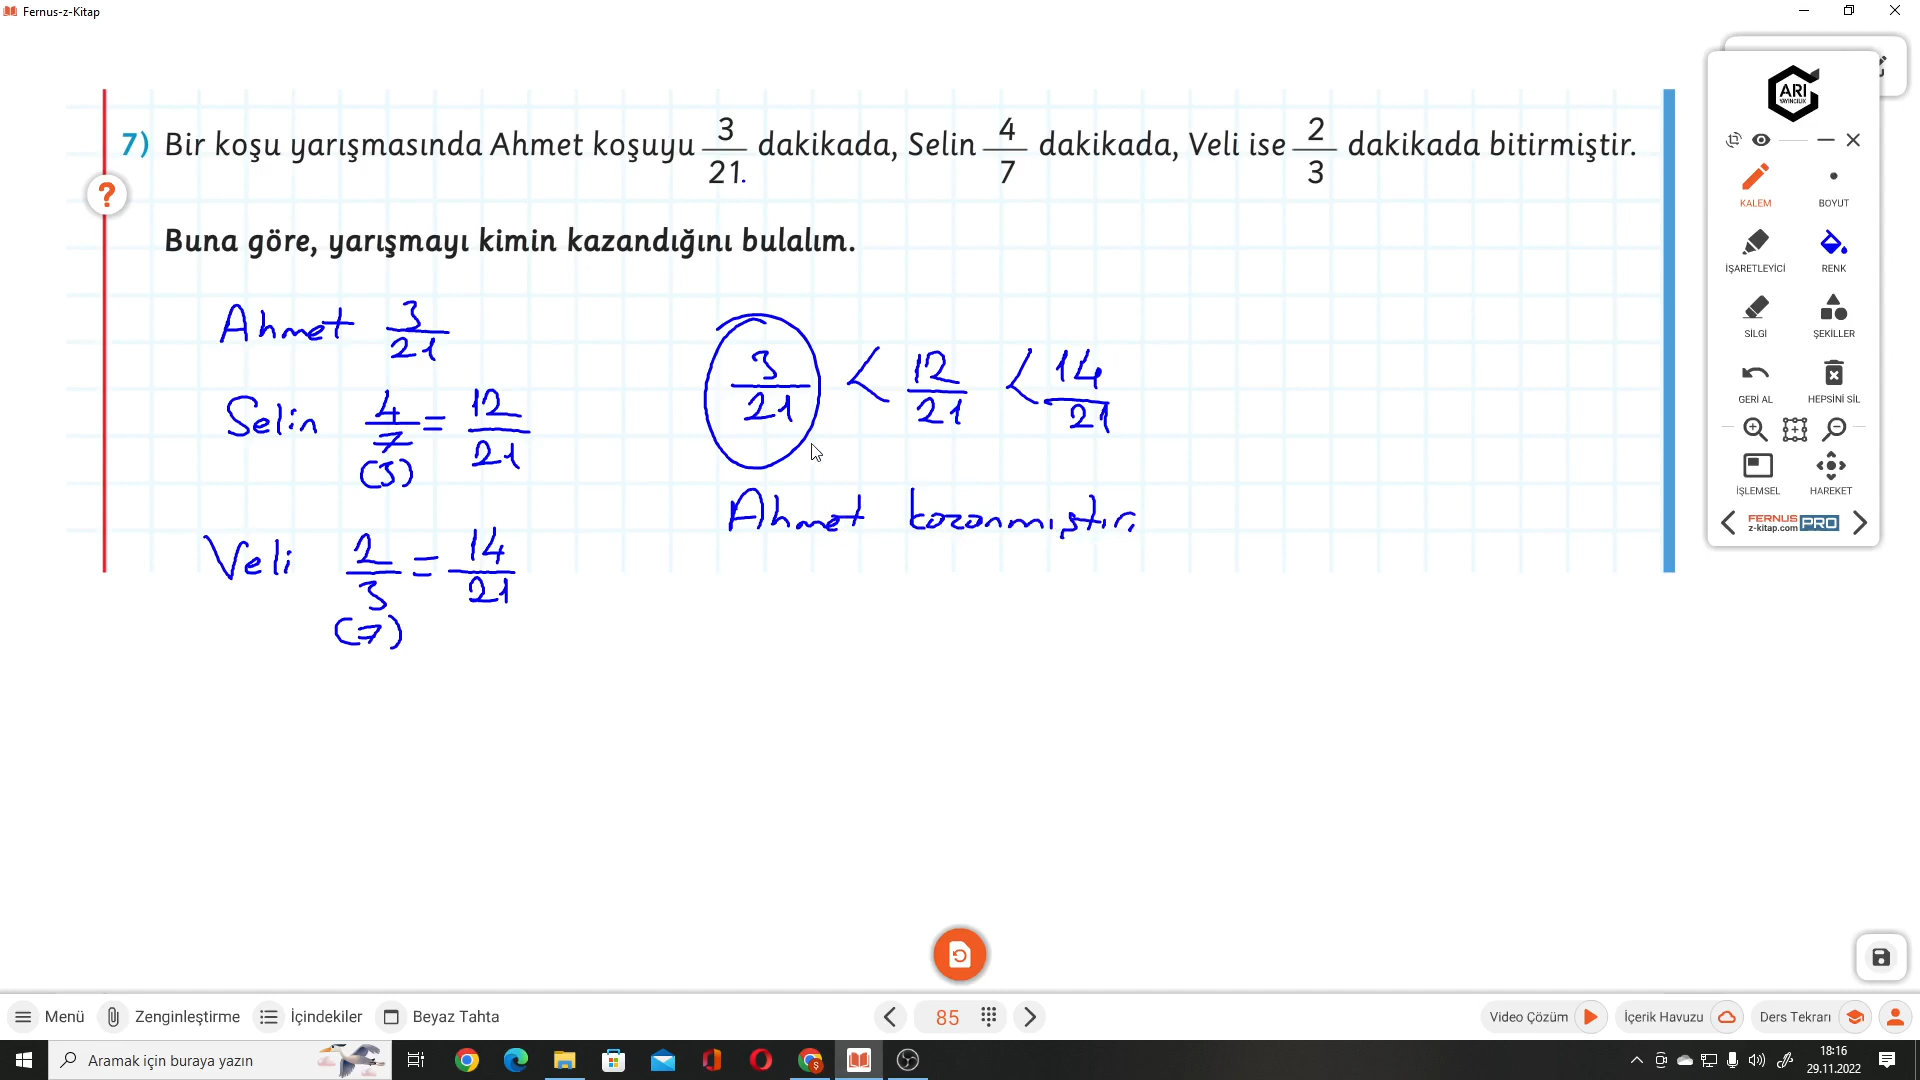 Fernus-z-Kitap
7) Bir koşu yarışmasında Ahmet koşuyu 3/21 dakikada, Selin 4/7 dakikada, Veli ise 2/3 dakikada bitirmiştir.
?
Buna göre, yarışmayı kimin kazandığını bulalım.
Ahmet 3/21
Selin 4/7 = 12/21
(3)
Veli 2/3 = 14/21
(7)
3/21 < 12/21 < 14/21
Ahmet kazanmıştır.
ARI
YAYINCILIK
KALEM
BOYUT
İŞARETLEYİCİ
RENK
SİLGİ
ŞEKİLLER
GERİ AL
HEPSİNİ SİL
İŞLEMSEL
HAREKET
FERNUS
z-kitap.com PRO
Menü
Zenginleştirme
İçindekiler
Beyaz Tahta
85
Video Çözüm
İçerik Havuzu
Ders Tekrarı
Aramak için buraya yazın
18:16
29.11.2022